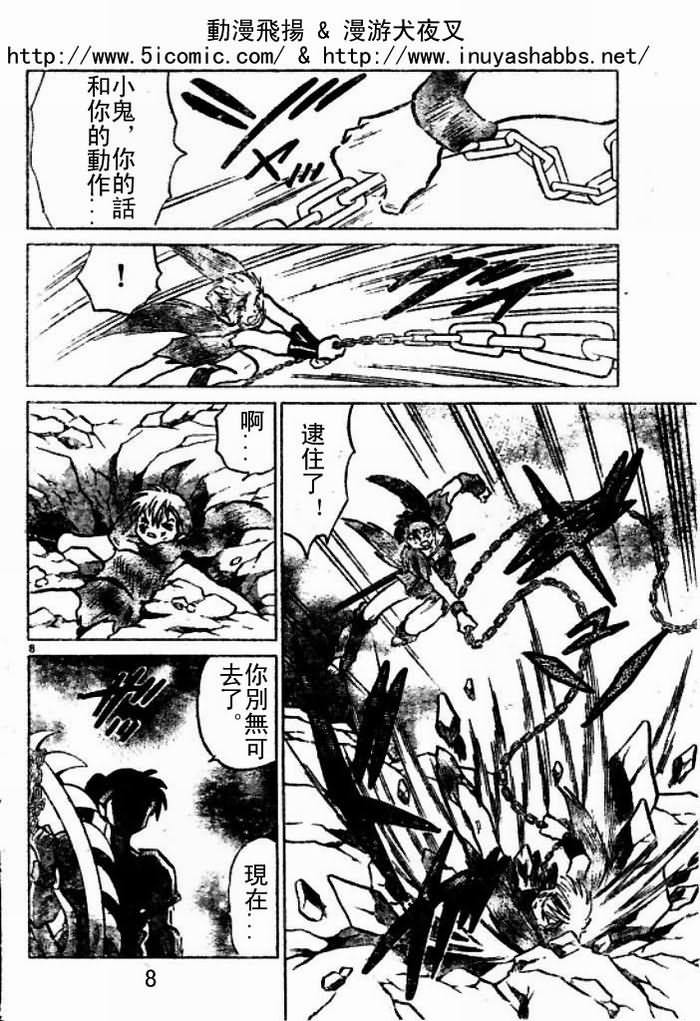 動漫飛揚 & 漫游犬夜叉
http://www.5icomic.com/ & http://www.inuyashabbs.net/
小鬼，你的話
和你的動作...
！
逮住了！
啊...
8
你別無可
去了。
現在...
8